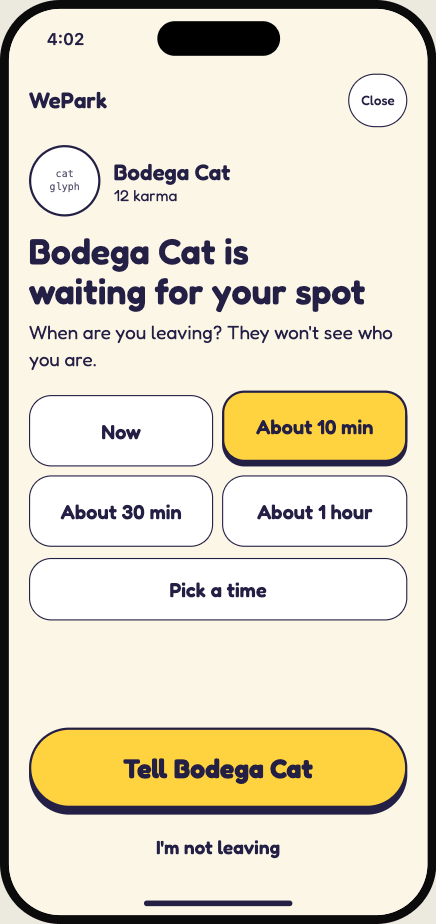 4:02
WePark
Close
cat
glyph
Bodega Cat
12 karma
Bodega Cat is
waiting for your spot
When are you leaving? They won't see who
you are.
Now
About 10 min
About 30 min
About 1 hour
Pick a time
Tell Bodega Cat
I'm not leaving